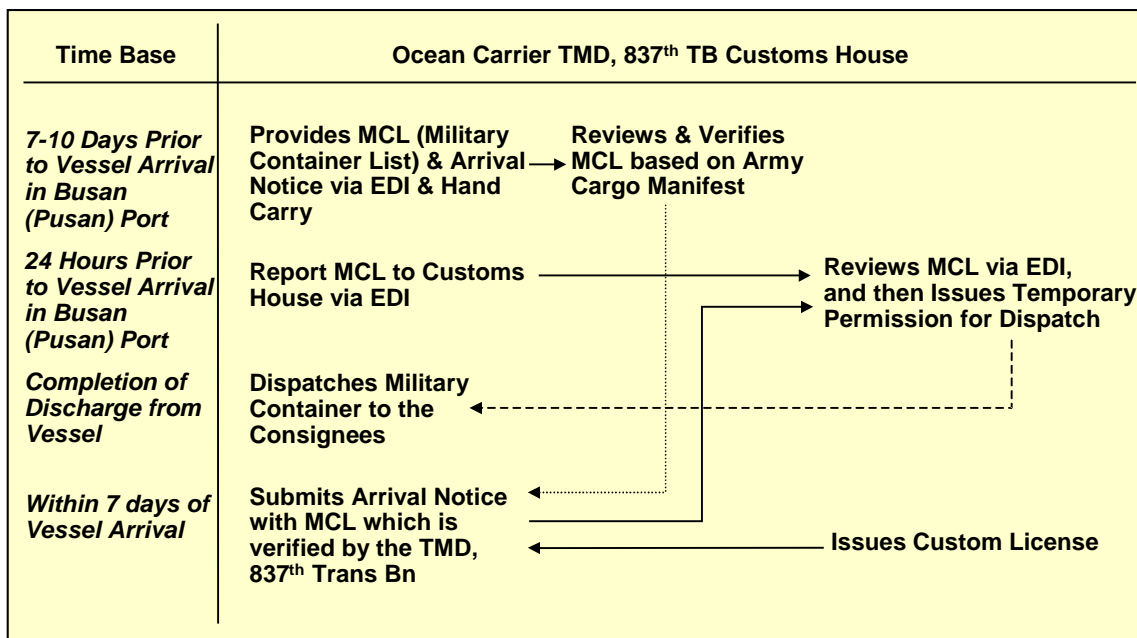 Time Base
Ocean Carrier TMD, 837th TB Customs House
7-10 Days Prior
to Vessel Arrival
in Busan
(Pusan) Port
Provides MCL (Military
Container List) & Arrival
Notice via EDI & Hand
Carry
Reviews & Verifies
MCL based on Army
Cargo Manifest
24 Hours Prior
to Vessel Arrival
in Busan
(Pusan) Port
Report MCL to Customs
House via EDI
Reviews MCL via EDI,
and then Issues Temporary
Permission for Dispatch
Completion of
Discharge from
Vessel
Dispatches Military
Container to the
Consignees
Within 7 days of
Vessel Arrival
Submits Arrival Notice
with MCL which is
verified by the TMD,
837th Trans Bn
Issues Custom License